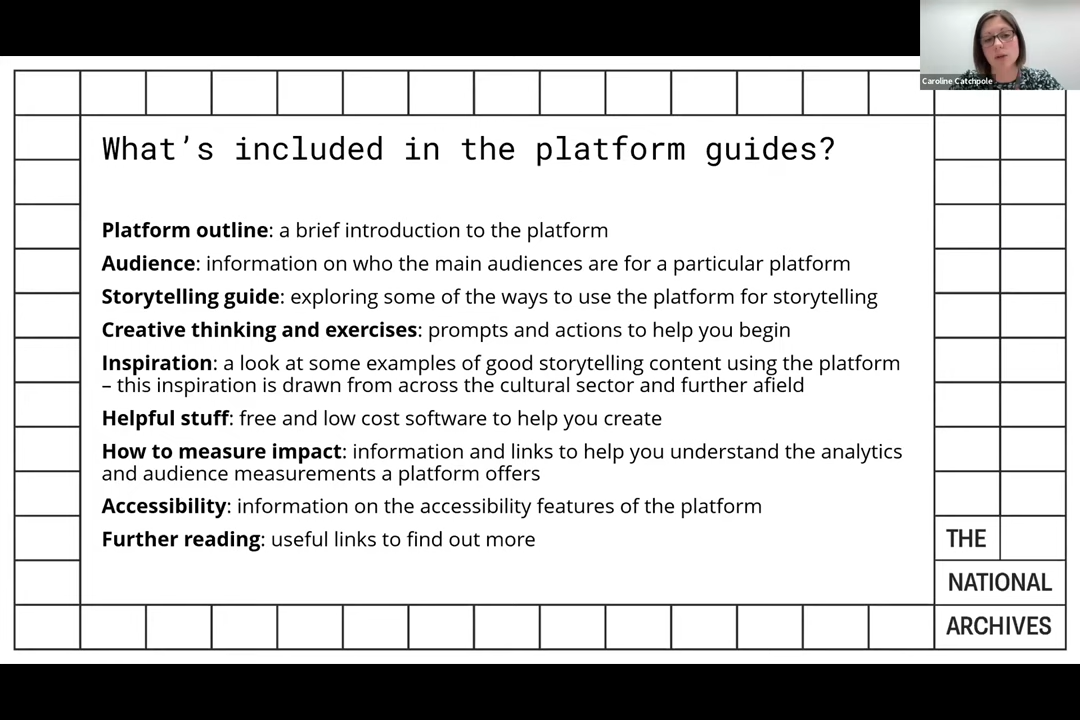 Caroline Catchpole
What’s included in the platform guides?
Platform outline: a brief introduction to the platform
Audience: information on who the main audiences are for a particular platform
Storytelling guide: exploring some of the ways to use the platform for storytelling
Creative thinking and exercises: prompts and actions to help you begin
Inspiration: a look at some examples of good storytelling content using the platform
– this inspiration is drawn from across the cultural sector and further afield
Helpful stuff: free and low cost software to help you create
How to measure impact: information and links to help you understand the analytics
and audience measurements a platform offers
Accessibility: information on the accessibility features of the platform
Further reading: useful links to find out more
THE
NATIONAL
ARCHIVES